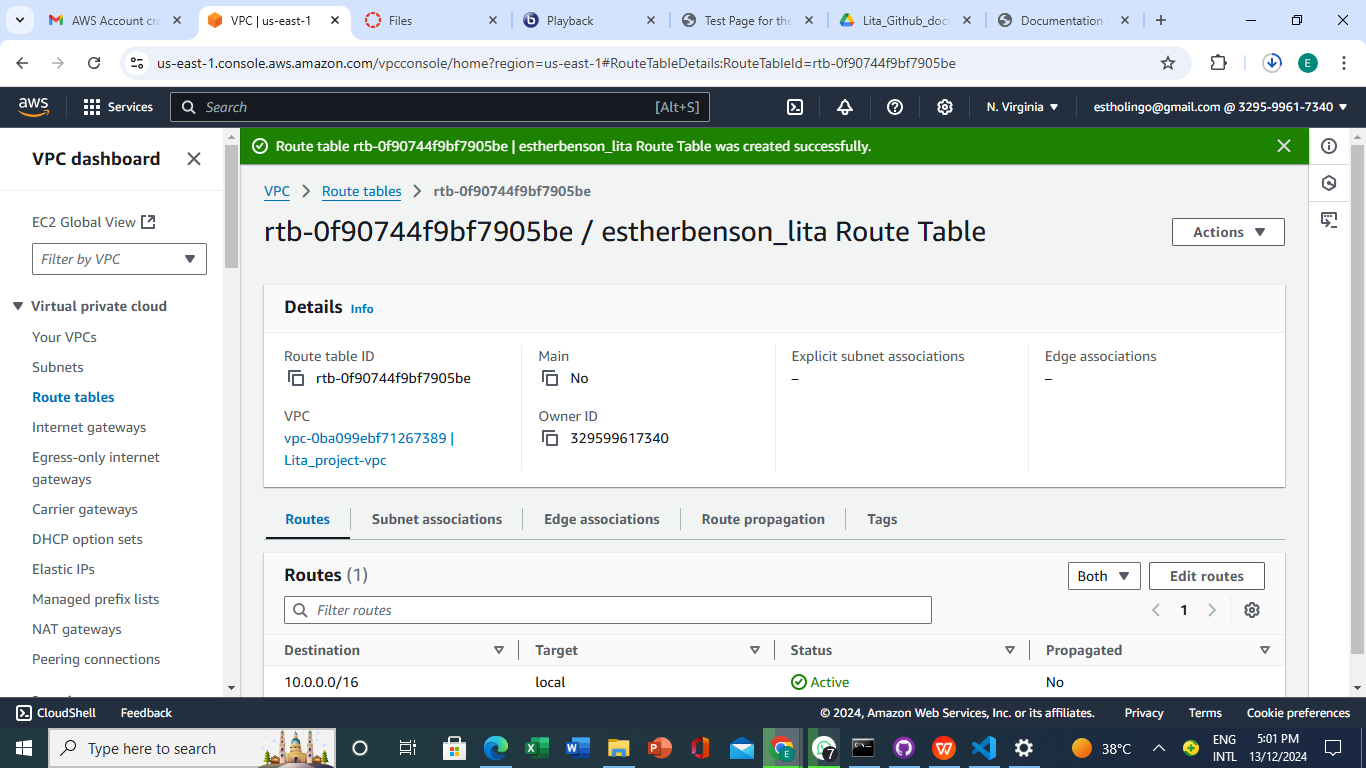 AWS Account cre
VPC | us-east-1
Files
Playback
Test Page for the
Lita_Github_doc
Documentation
us-east-1.console.aws.amazon.com/vpcconsole/home?region=us-east-1#RouteTableDetails:RouteTableId=rtb-0f90744f9bf7905be
E
aws
Services
Search
[Alt+S]
N. Virginia
estholingo@gmail.com @ 3295-9961-7340
VPC dashboard
EC2 Global View
Filter by VPC
Virtual private cloud
Your VPCs
Subnets
Route tables
Internet gateways
Egress-only internet
gateways
Carrier gateways
DHCP option sets
Elastic IPs
Managed prefix lists
NAT gateways
Peering connections
Route table rtb-0f90744f9bf7905be | estherbenson_lita Route Table was created successfully.
VPC > Route tables > rtb-0f90744f9bf7905be
rtb-0f90744f9bf7905be / estherbenson_lita Route Table
Actions
Details Info
Route table ID
rtb-0f90744f9bf7905be
Main
No
Explicit subnet associations
–
Edge associations
–
VPC
vpc-0ba099ebf71267389 |
Lita_project-vpc
Owner ID
329599617340
Routes
Subnet associations
Edge associations
Route propagation
Tags
Routes (1)
Both
Edit routes
Filter routes
1
Destination
Target
Status
Propagated
10.0.0.0/16
local
Active
No
CloudShell
Feedback
© 2024, Amazon Web Services, Inc. or its affiliates.
Privacy
Terms
Cookie preferences
Type here to search
E
7
38°C
ENG
INTL
5:01 PM
13/12/2024